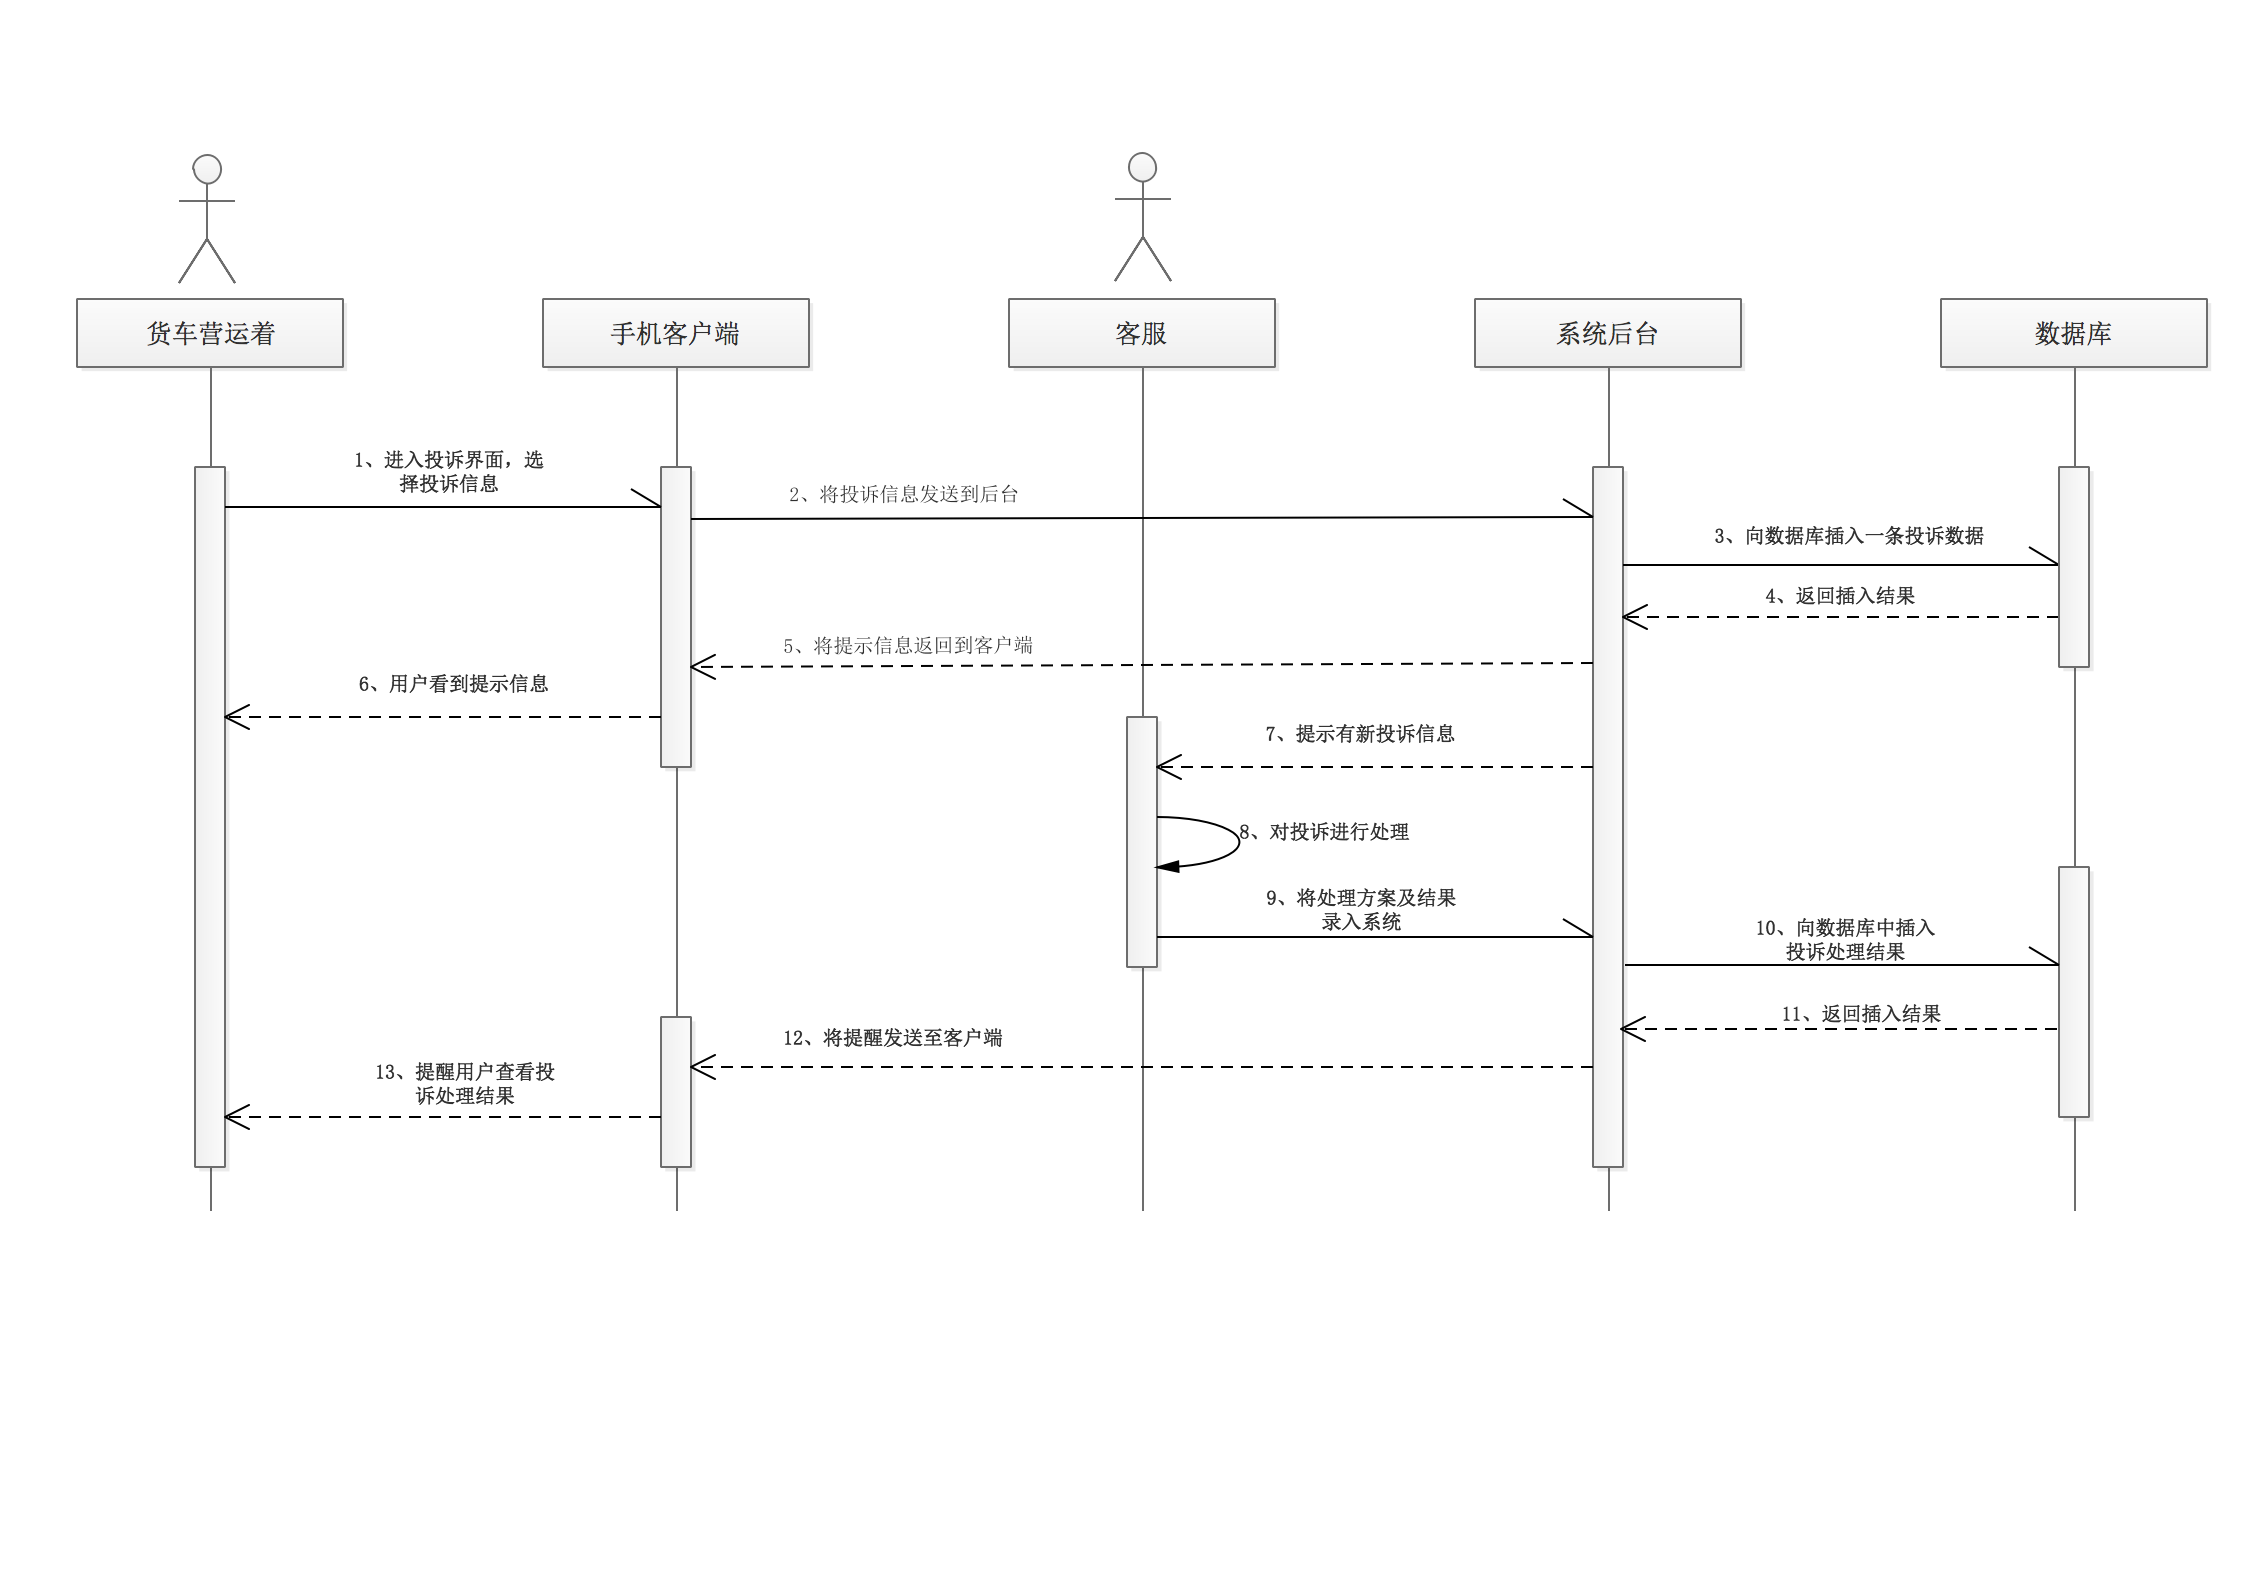 货车营运着
手机客户端
客服
系统后台
数据库
1、进入投诉界面，选
择投诉信息
2、将投诉信息发送到后台
3、向数据库插入一条投诉数据
4、返回插入结果
5、将提示信息返回到客户端
6、用户看到提示信息
7、提示有新投诉信息
8、对投诉进行处理
9、将处理方案及结果
录入系统
10、向数据库中插入
投诉处理结果
11、返回插入结果
12、将提醒发送至客户端
13、提醒用户查看投
诉处理结果